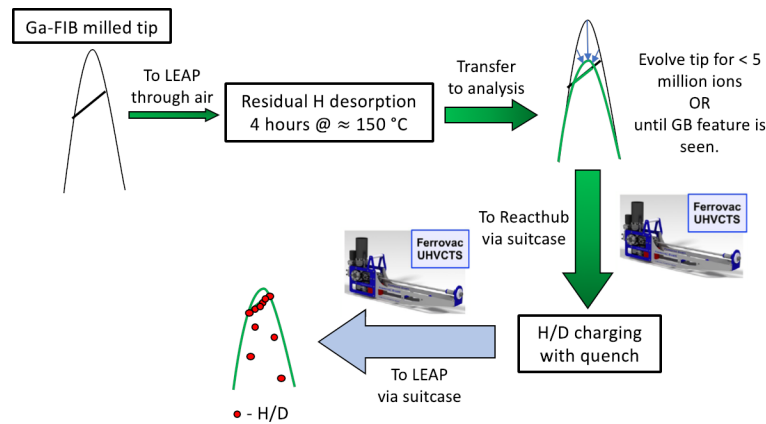 Ga-FIB milled tip
To LEAP
through air
Residual H desorption
4 hours @ ≈ 150 °C
Transfer
to analysis
Evolve tip for < 5
million ions
OR
until GB feature is
seen.
To Reacthub
via suitcase
Ferrovac
UHVCTS
Ferrovac
UHVCTS
H/D charging
with quench
To LEAP
via suitcase
- H/D